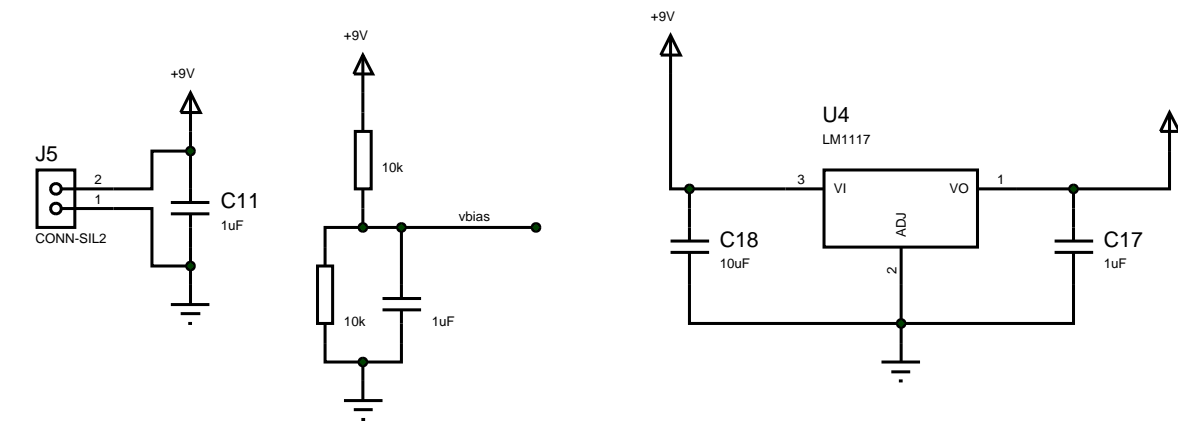 +9V
J5
2
1
CONN-SIL2
C11
1uF
+9V
10k
vbias
10k
1uF
+9V
U4
LM1117
3
VI
VO
1
ADJ
2
C18
10uF
C17
1uF